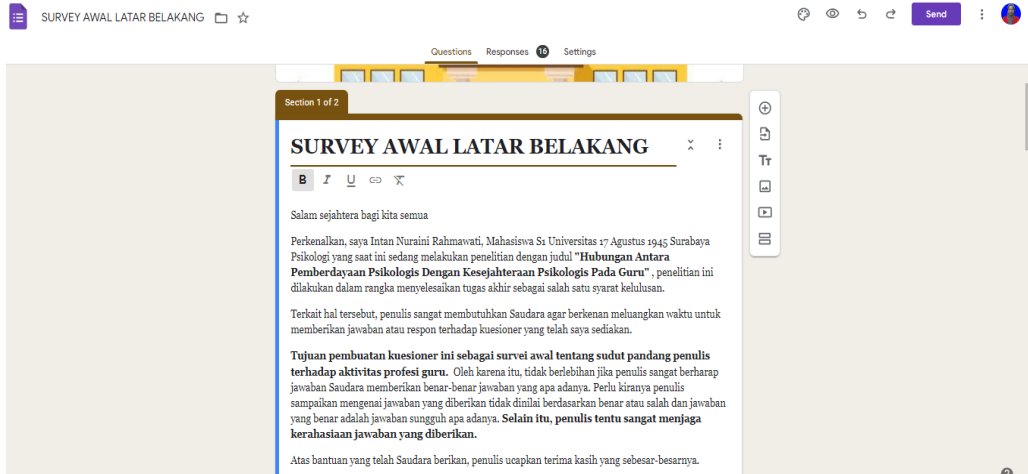 SURVEY AWAL LATAR BELAKANG
Send
Questions Responses 16 Settings
Section 1 of 2
SURVEY AWAL LATAR BELAKANG
B I U
Tт
Salam sejahtera bagi kita semua
Perkenalkan, saya Intan Nuraini Rahmawati, Mahasiswa S1 Universitas 17 Agustus 1945 Surabaya
Psikologi yang saat ini sedang melakukan penelitian dengan judul "Hubungan Antara
Pemberdayaan Psikologis Dengan Kesejahteraan Psikologis Pada Guru" , penelitian ini
dilakukan dalam rangka menyelesaikan tugas akhir sebagai salah satu syarat kelulusan.
Terkait hal tersebut, penulis sangat membutuhkan Saudara agar berkenan meluangkan waktu untuk
memberikan jawaban atau respon terhadap kuesioner yang telah saya sediakan.
Tujuan pembuatan kuesioner ini sebagai survei awal tentang sudut pandang penulis
terhadap aktivitas profesi guru. Oleh karena itu, tidak berlebihan jika penulis sangat berharap
jawaban Saudara memberikan benar-benar jawaban yang apa adanya. Perlu kiranya penulis
sampaikan mengenai jawaban yang diberikan tidak dinilai berdasarkan benar atau salah dan jawaban
yang benar adalah jawaban sungguh apa adanya. Selain itu, penulis tentu sangat menjaga
kerahasiaan jawaban yang diberikan.
Atas bantuan yang telah Saudara berikan, penulis ucapkan terima kasih yang sebesar-besarnya.